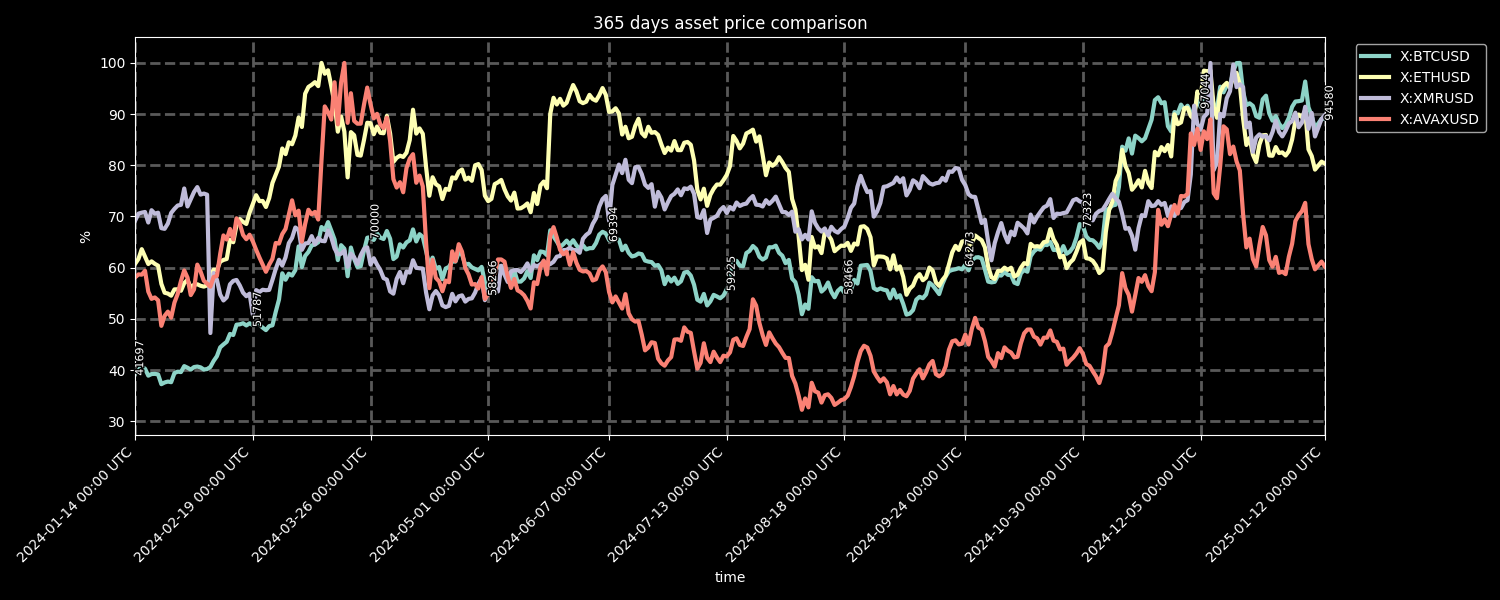 365 days asset price comparison
X:BTCUSD
X:ETHUSD
X:XMRUSD
X:AVAXUSD
%
100
90
80
70
60
50
40
30
41697
51787
70000
58266
69394
59225
58466
64273
72323
97044
94580
2024-01-14 00:00 UTC
2024-02-19 00:00 UTC
2024-03-26 00:00 UTC
2024-05-01 00:00 UTC
2024-06-07 00:00 UTC
2024-07-13 00:00 UTC
2024-08-18 00:00 UTC
2024-09-24 00:00 UTC
2024-10-30 00:00 UTC
2024-12-05 00:00 UTC
2025-01-12 00:00 UTC
time